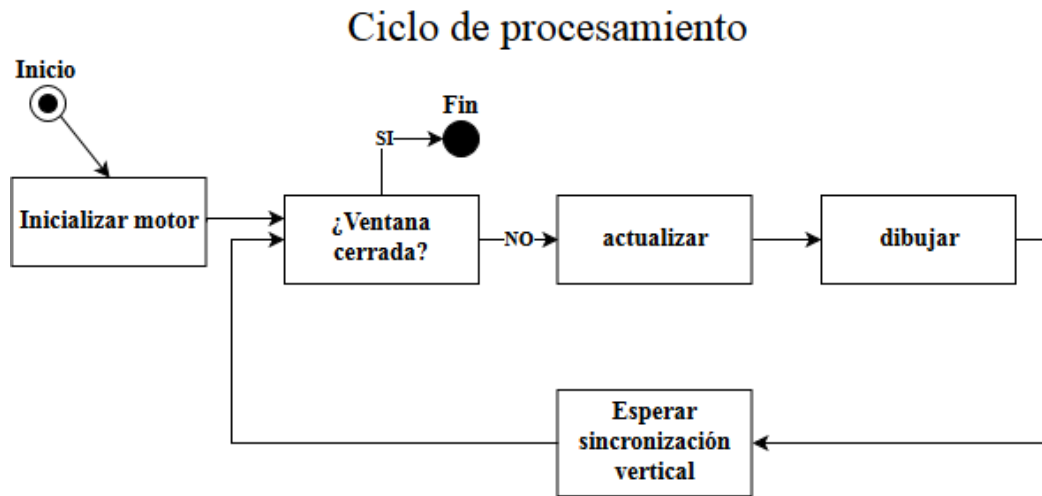 Ciclo de procesamiento
Inicio
Fin
SI
Inicializar motor
¿Ventana
cerrada?
NO
actualizar
dibujar
Esperar
sincronización
vertical